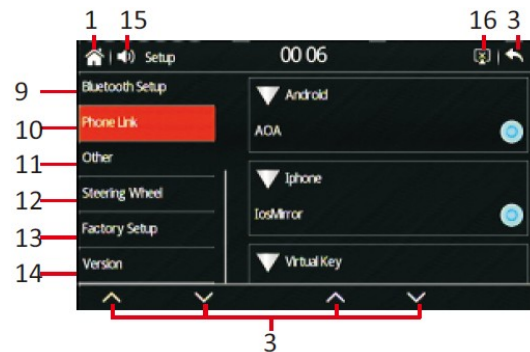 1 15 16 3
Setup 00 06
9 Bluetooth Setup Android
10 Phone Link AOA
11 Other
12 Steering Wheel Iphone
13 Factory Setup IosMirror
14 Version Virtual Key
3